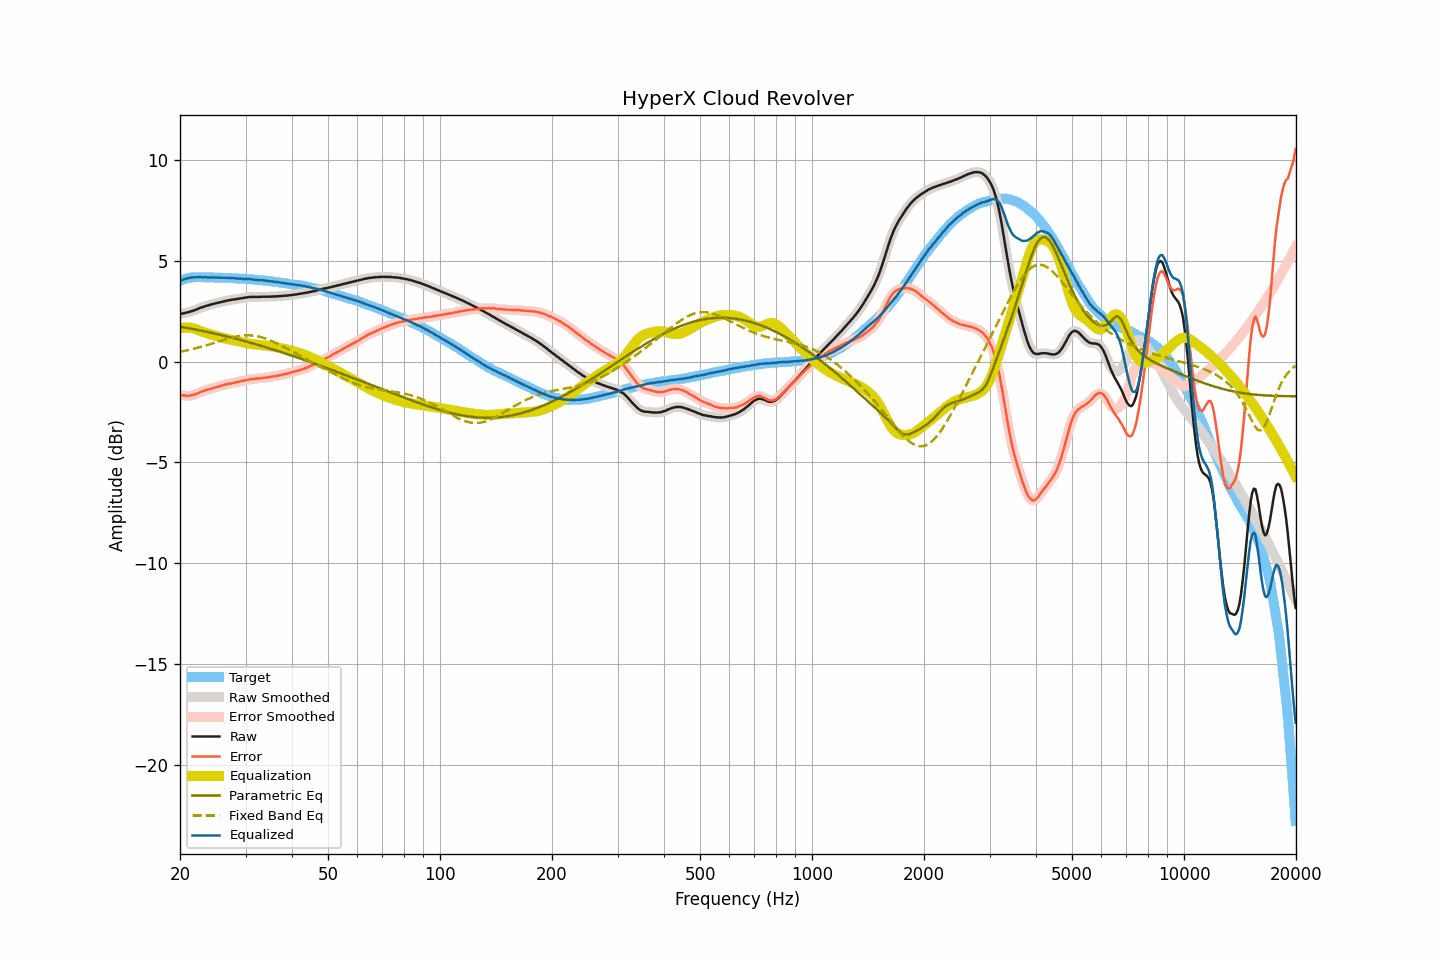 HyperX Cloud Revolver
Amplitude (dBr)
10
5
0
−5
−10
−15
−20
Target
Raw Smoothed
Error Smoothed
Raw
Error
Equalization
Parametric Eq
Fixed Band Eq
Equalized
20 50 100 200 500 1000 2000 5000 10000 20000
Frequency (Hz)